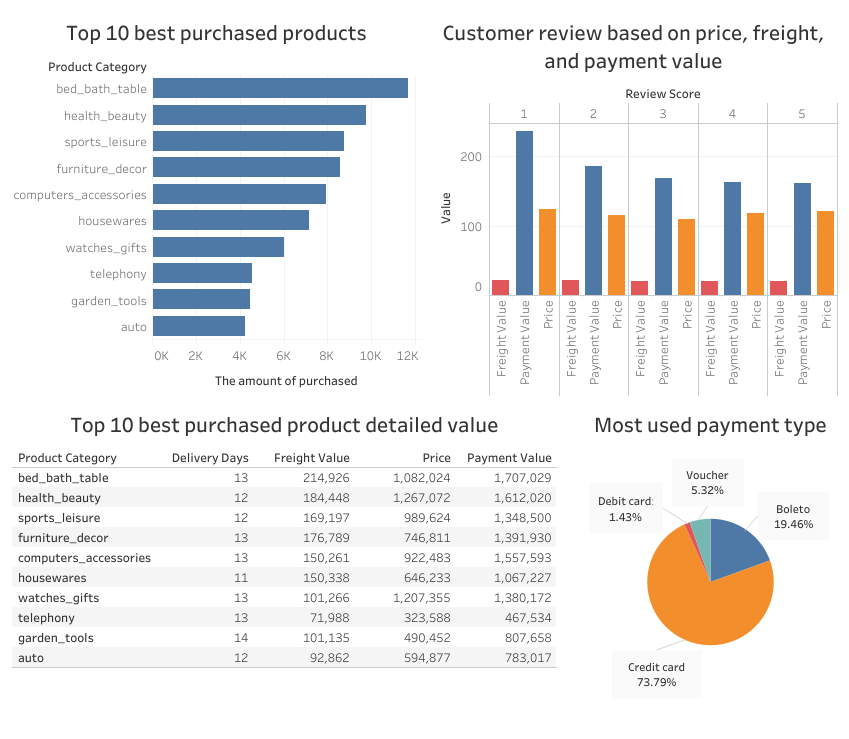 Top 10 best purchased products
Product Category
bed_bath_table
health_beauty
sports_leisure
furniture_decor
computers_accessories
housewares
watches_gifts
telephony
garden_tools
auto
0K 2K 4K 6K 8K 10K 12K
The amount of purchased
Customer review based on price, freight,
and payment value
Review Score
1 2 3 4 5
Value
200
100
0
Freight Value Payment Value Price Freight Value Payment Value Price Freight Value Payment Value Price Freight Value Payment Value Price Freight Value Payment Value Price
Top 10 best purchased product detailed value
Product Category Delivery Days Freight Value Price Payment Value
bed_bath_table 13 214,926 1,082,024 1,707,029
health_beauty 12 184,448 1,267,072 1,612,020
sports_leisure 12 169,197 989,624 1,348,500
furniture_decor 13 176,789 746,811 1,391,930
computers_accessories 13 150,261 922,483 1,557,593
housewares 11 150,338 646,233 1,067,227
watches_gifts 13 101,266 1,207,355 1,380,172
telephony 13 71,988 323,588 467,534
garden_tools 14 101,135 490,452 807,658
auto 12 92,862 594,877 783,017
Most used payment type
Voucher
5.32%
Debit card:
1.43%
Boleto
19.46%
Credit card
73.79%